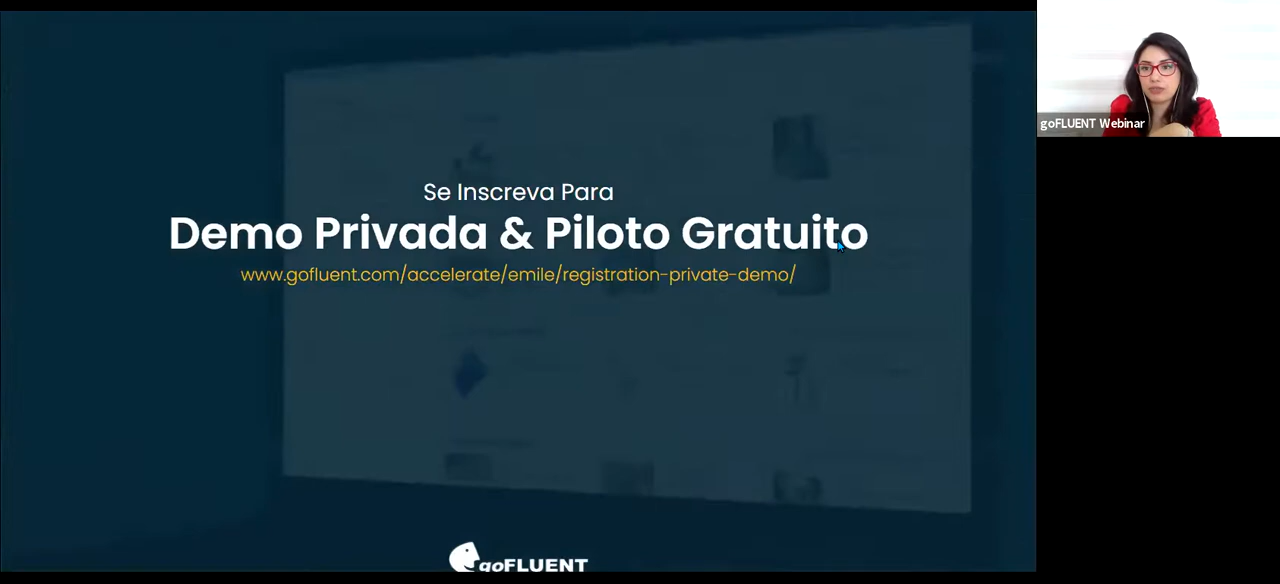 Se Inscreva Para
Demo Privada & Piloto Gratuito
www.gofluent.com/accelerate/emile/registration-private-demo/
goFLUENT
goFLUENT Webinar